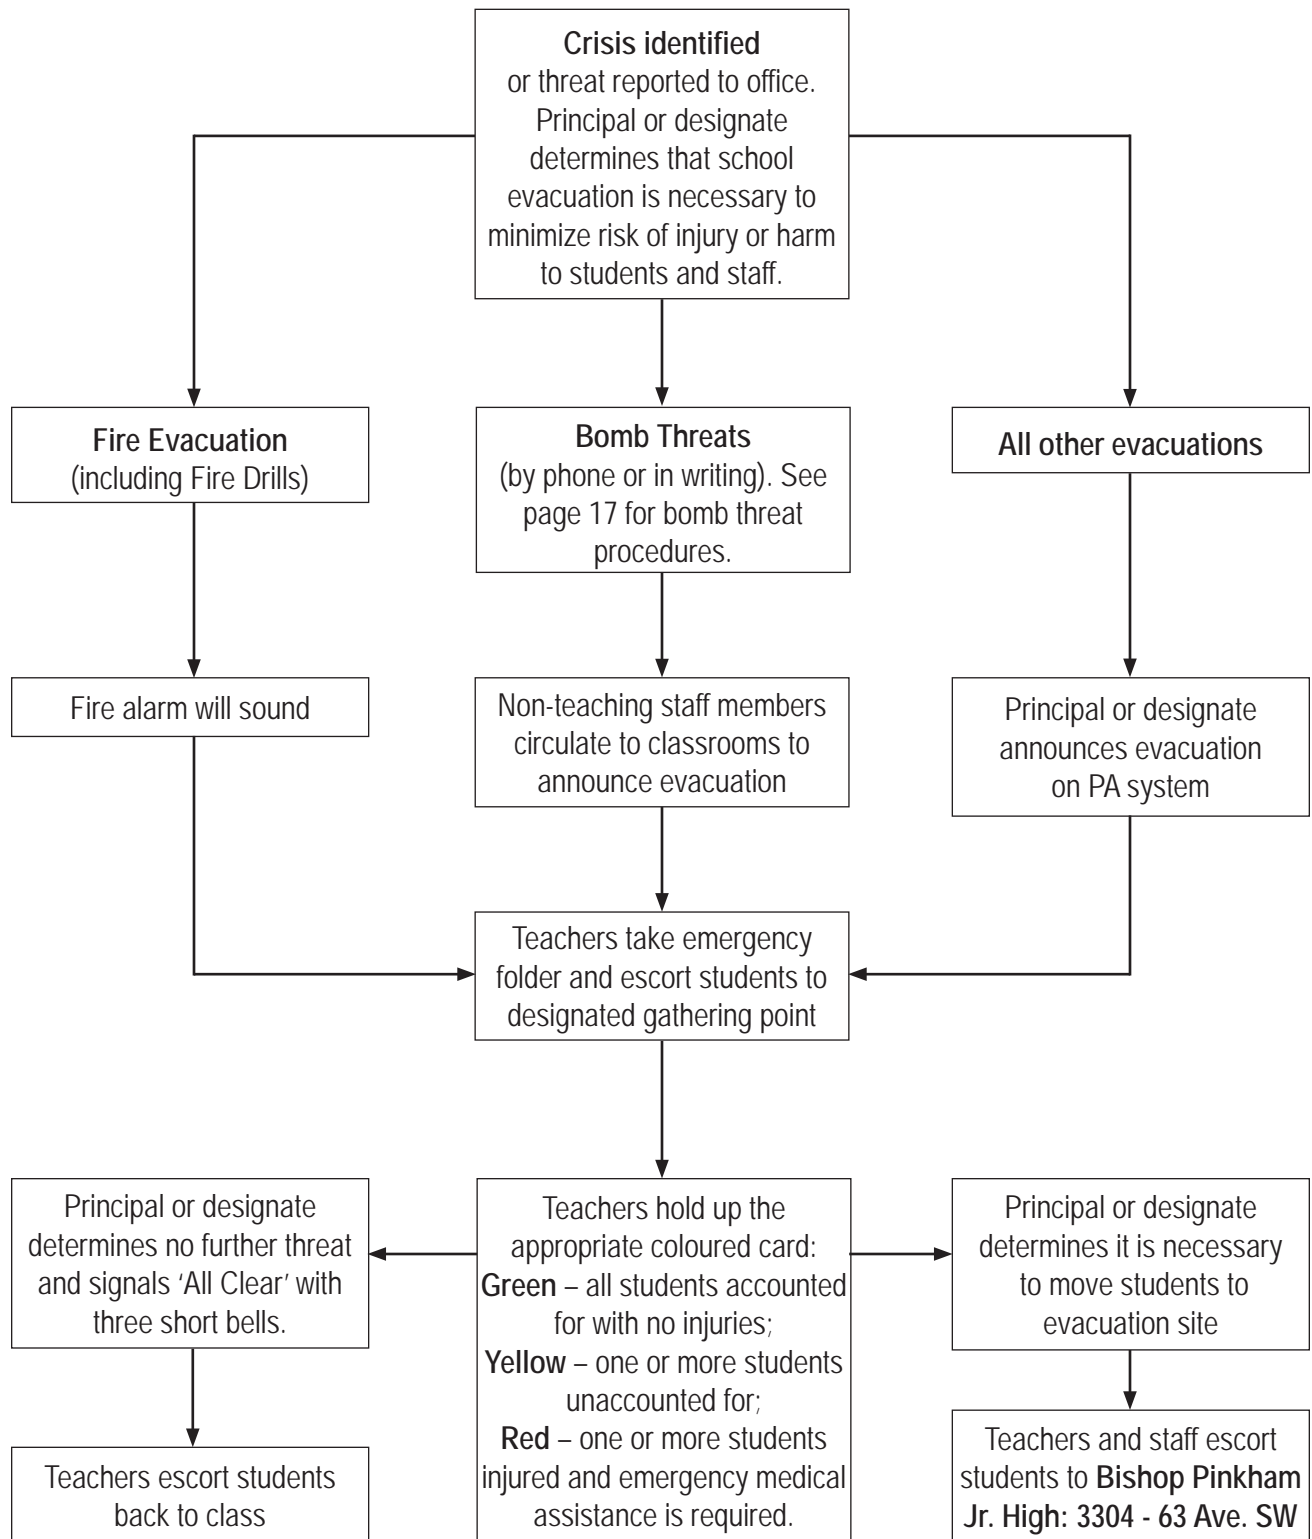 Crisis identified
or threat reported to office.
Principal or designate
determines that school
evacuation is necessary to
minimize risk of injury or harm
to students and staff.
Fire Evacuation
(including Fire Drills)
Bomb Threats
(by phone or in writing). See
page 17 for bomb threat
procedures.
All other evacuations
Fire alarm will sound
Non-teaching staff members
circulate to classrooms to
announce evacuation
Principal or designate
announces evacuation
on PA system
Teachers take emergency
folder and escort students to
designated gathering point
Principal or designate
determines no further threat
and signals ‘All Clear’ with
three short bells.
Teachers hold up the
appropriate coloured card:
Green – all students accounted
for with no injuries;
Yellow – one or more students
unaccounted for;
Red – one or more students
injured and emergency medical
assistance is required.
Principal or designate
determines it is necessary
to move students to
evacuation site
Teachers escort students
back to class
Teachers and staff escort
students to Bishop Pinkham
Jr. High: 3304 - 63 Ave. SW